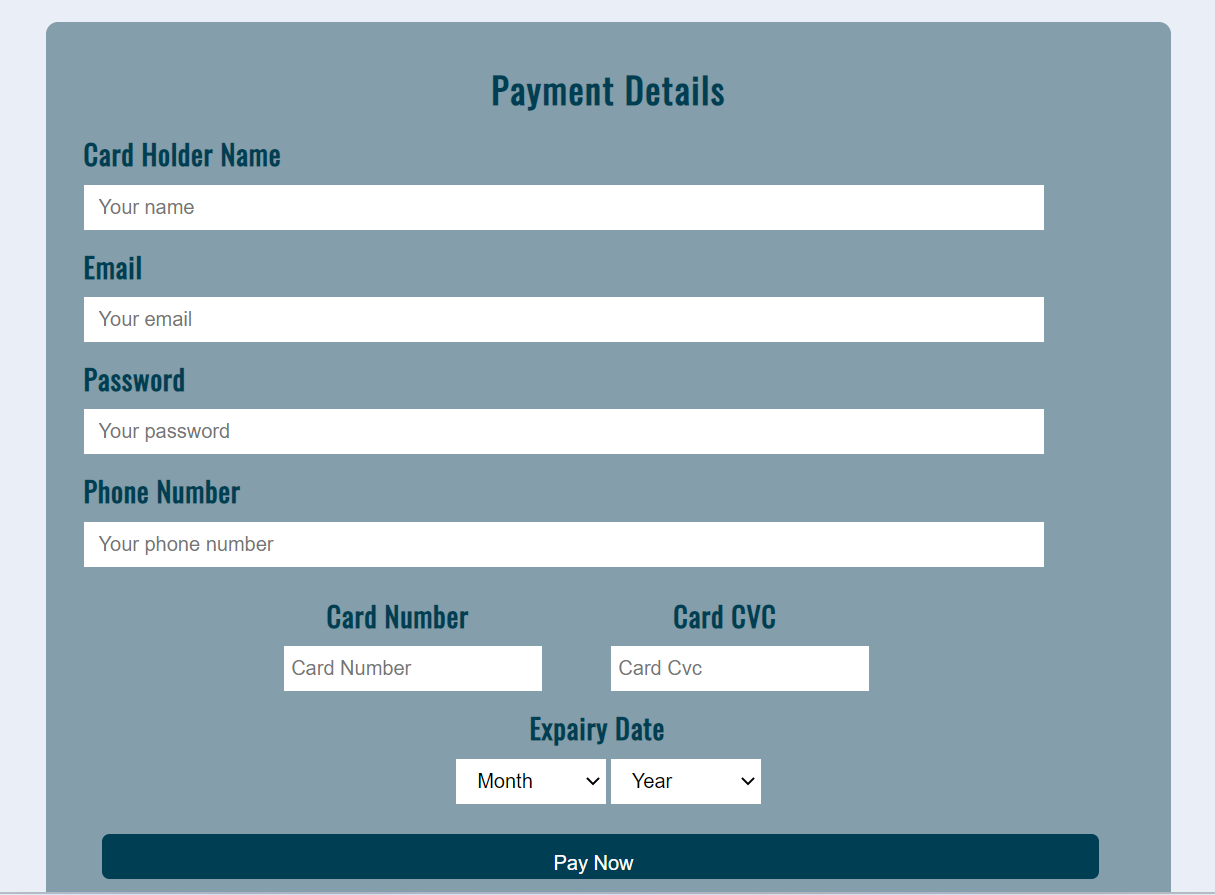 Payment Details
Card Holder Name
Your name
Email
Your email
Password
Your password
Phone Number
Your phone number
Card Number Card CVC
Card Number Card Cvc
Expairy Date
Month Year
Pay Now